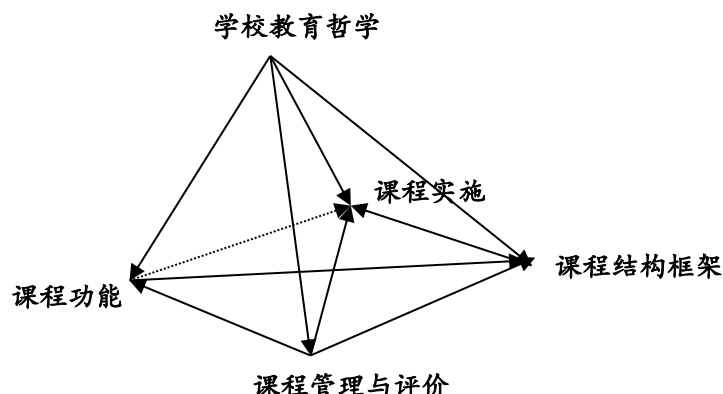 学校教育哲学
课程实施
课程结构框架
课程功能
课程管理与评价